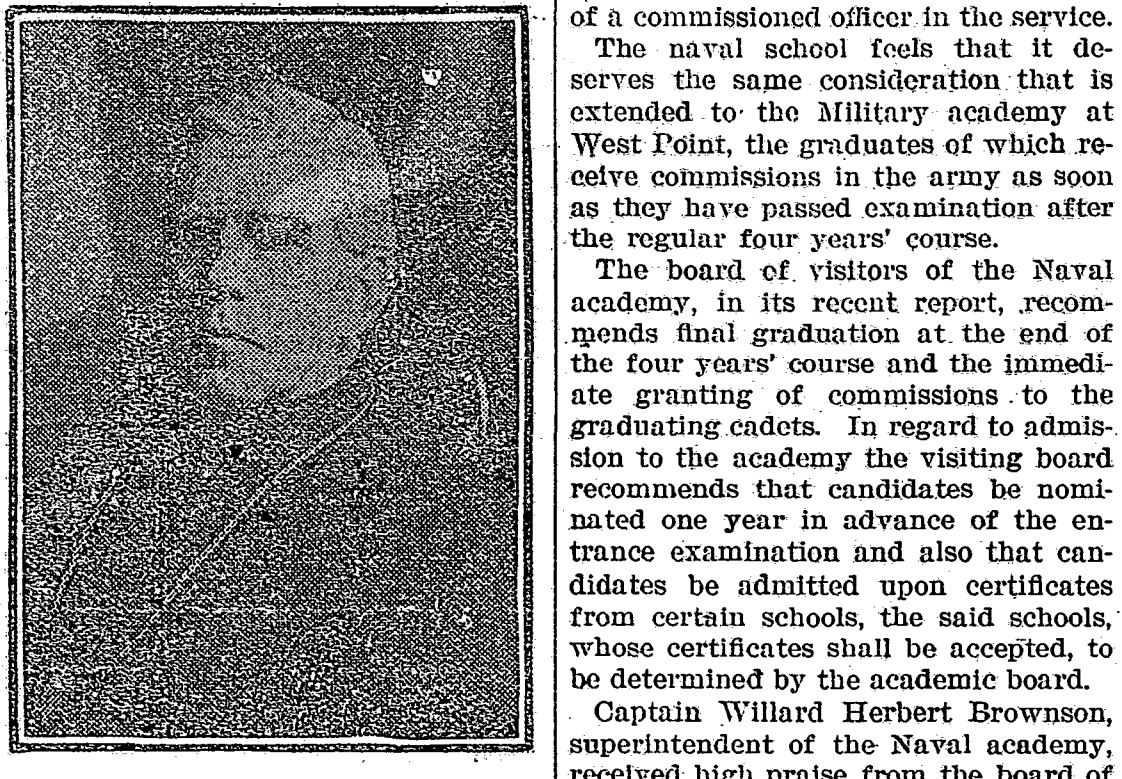 of a commissioned officer in the service.
The naval school feels that it de-
serves the same consideration that is
extended to the Military academy at
West Point, the graduates of which re-
ceive commissions in the army as soon
as they have passed examination after
the regular four years' course.
The board of visitors of the Naval
academy, in its recent report, recom-
mends final graduation at the end of
the four years' course and the immedi-
ate granting of commissions to the
graduating cadets. In regard to admis-
sion to the academy the visiting board
recommends that candidates be nomi-
nated one year in advance of the en-
trance examination and also that can-
didates be admitted upon certificates
from certain schools, the said schools,
whose certificates shall be accepted, to
be determined by the academic board.
Captain Willard Herbert Brownson,
superintendent of the Naval academy,
received high praise from the board of